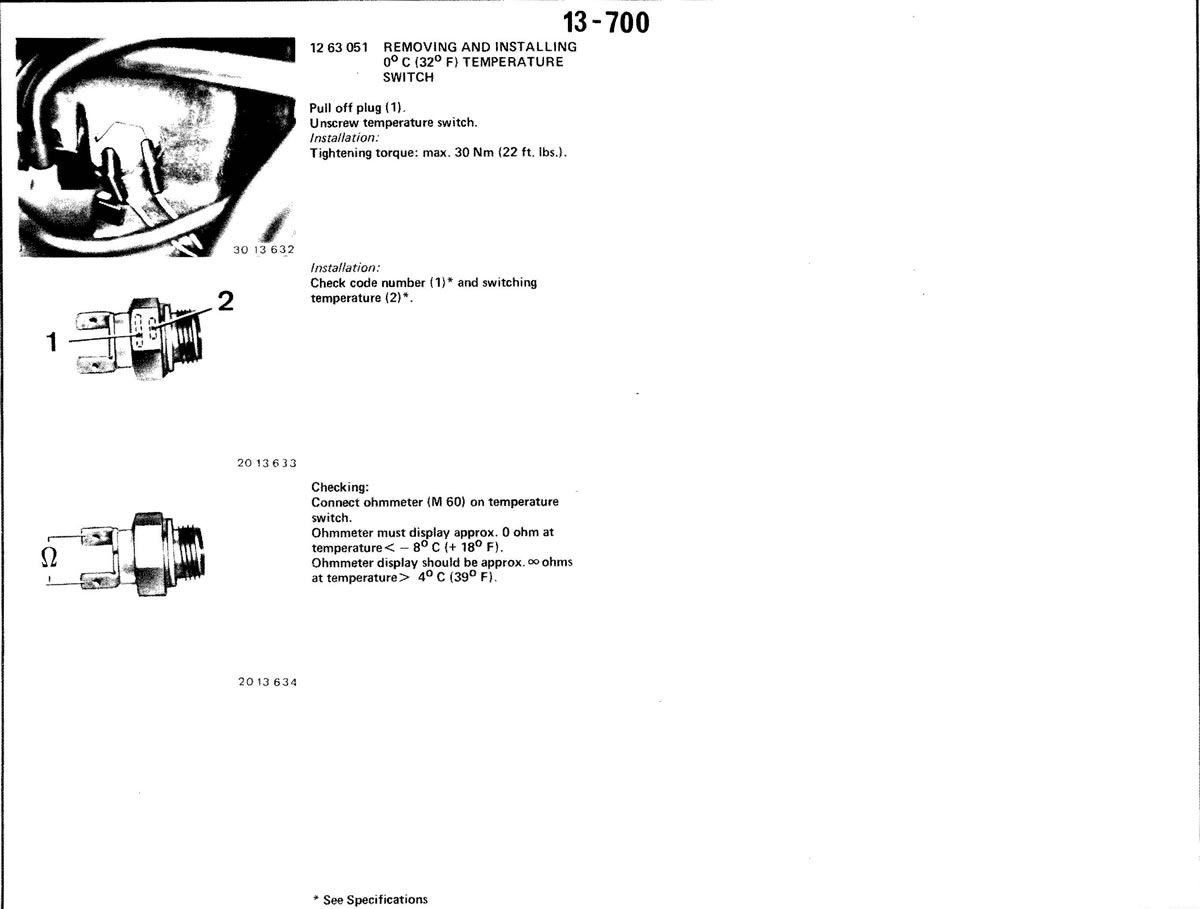 13-700
12 63 051 REMOVING AND INSTALLING
0° C (32° F) TEMPERATURE
SWITCH
Pull off plug (1).
Unscrew temperature switch.
Installation:
Tightening torque: max. 30 Nm (22 ft. lbs.).
30 13 632
Installation:
Check code number (1)* and switching
temperature (2)*.
2
1
20 13 633
Checking:
Connect ohmmeter (M 60) on temperature
switch.
Ohmmeter must display approx. 0 ohm at
temperature < – 8° C (+ 18° F).
Ohmmeter display should be approx. ∞ ohms
at temperature > 4° C (39° F).
Ω
20 13 634
* See Specifications